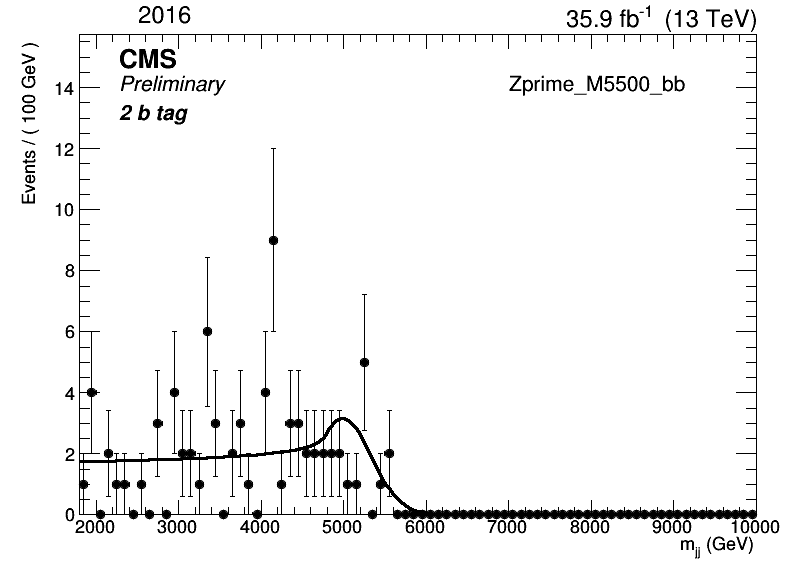 2016
35.9 fb⁻¹ (13 TeV)
CMS
Preliminary
2 b tag
Zprime_M5500_bb
Events / ( 100 GeV )
14
12
10
8
6
4
2
0
2000 3000 4000 5000 6000 7000 8000 9000 10000
m_jj (GeV)